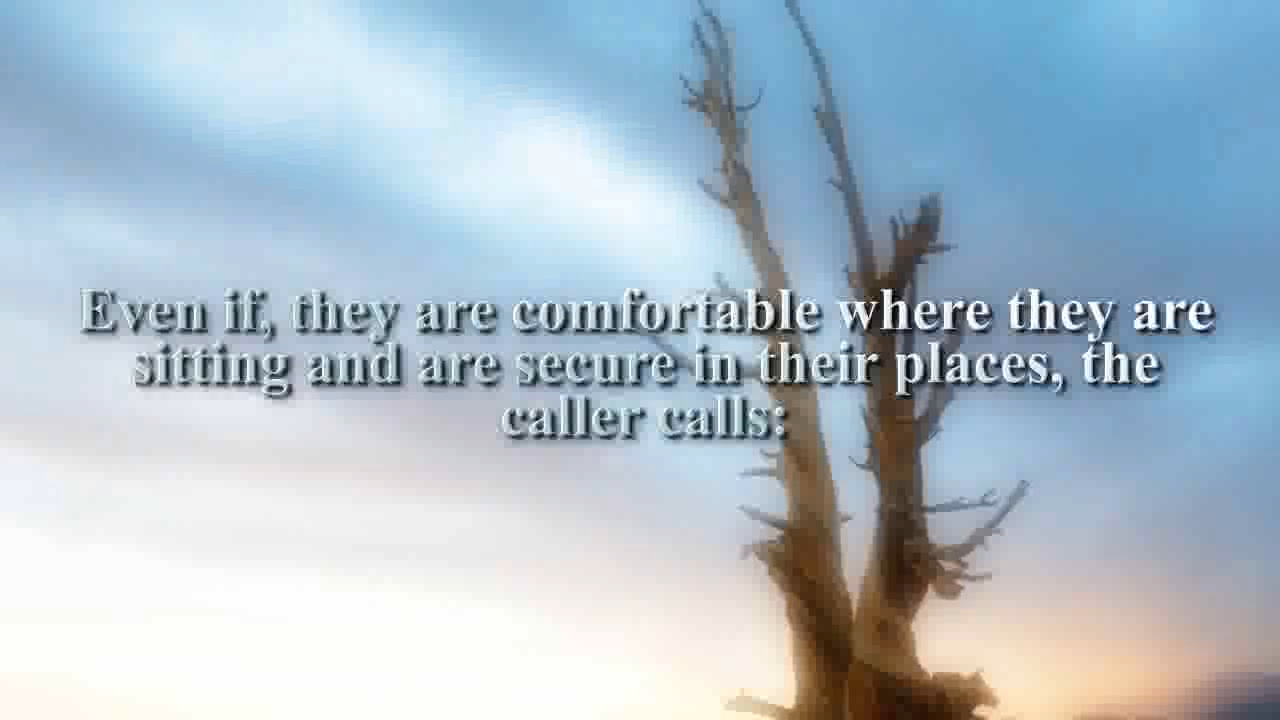 Even if, they are comfortable where they are
sitting and are secure in their places, the
caller calls: